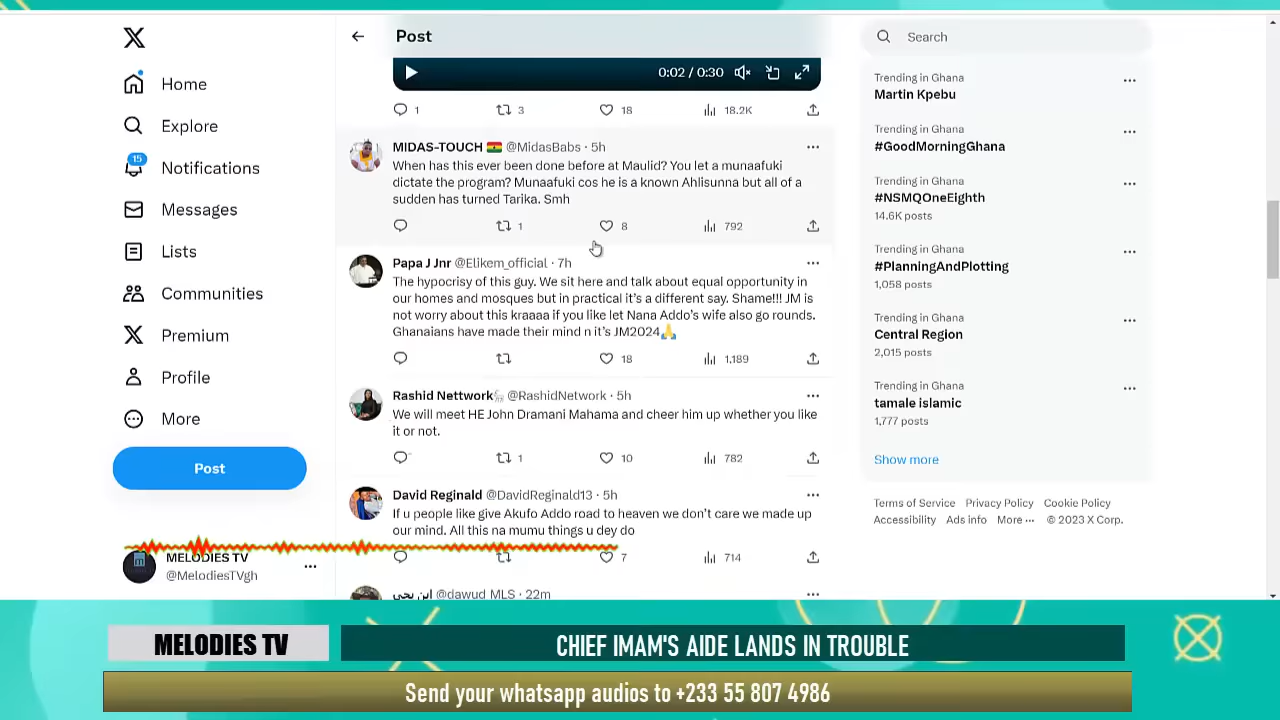 Post
Search
0:02 / 0:30
1
3
18
18.2K
MIDAS-TOUCH 🇬🇭 @MidasBabs · 5h
When has this ever been done before at Maulid? You let a munaafuki
dictate the program? Munaafuki cos he is a known Ahlisunna but all of a
sudden has turned Tarika. Smh
1
8
792
Papa J Jnr @Elikem_official · 7h
The hypocrisy of this guy. We sit here and talk about equal opportunity in
our homes and mosques but in practical it's a different say. Shame!!! JM is
not worry about this kraaaa if you like let Nana Addo's wife also go rounds.
Ghanaians have made their mind n it's JM2024🙏
18
1,189
Rashid Nettwork🦙 @RashidNetwork · 5h
We will meet HE John Dramani Mahama and cheer him up whether you like
it or not.
1
10
782
David Reginald @DavidReginald13 · 5h
If u people like give Akufo Addo road to heaven we don't care we made up
our mind. All this na mumu things u dey do
7
714
ابن يحي @dawud_MLS · 22m
Home
Explore
15
Notifications
Messages
Lists
Communities
Premium
Profile
More
Post
MELODIES TV
@MelodiesTVgh
Trending in Ghana
Martin Kpebu
Trending in Ghana
#GoodMorningGhana
Trending in Ghana
#NSMQOneEighth
14.6K posts
Trending in Ghana
#PlanningAndPlotting
1,058 posts
Trending in Ghana
Central Region
2,015 posts
Trending in Ghana
tamale islamic
1,777 posts
Show more
Terms of Service Privacy Policy Cookie Policy
Accessibility Ads info More ··· © 2023 X Corp.
MELODIES TV
CHIEF IMAM'S AIDE LANDS IN TROUBLE
Send your whatsapp audios to +233 55 807 4986